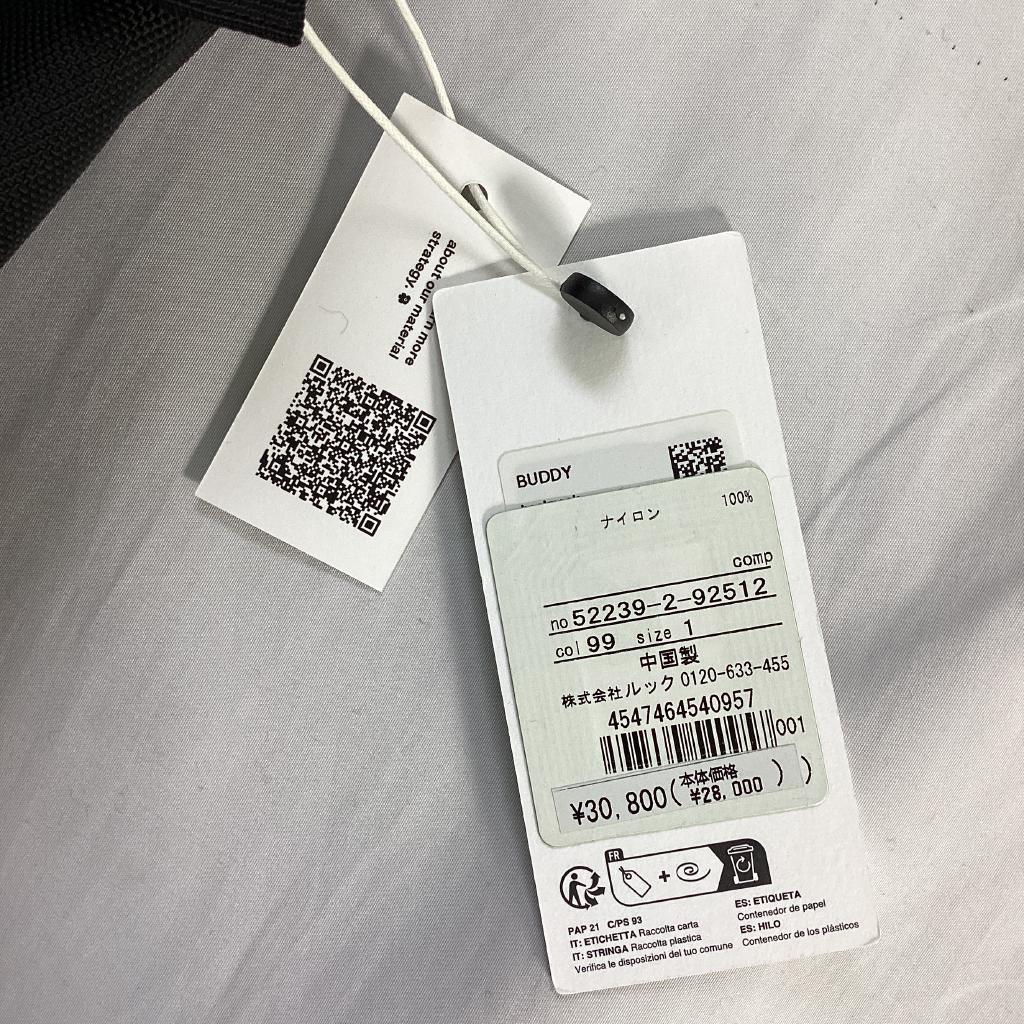 rn more
about our material
strategy.
BUDDY
ナイロン 100%
comp
no 52239-2-92512
col 99 size 1
中国製
株式会社ルック 0120-633-455
4547464540957
001
¥30,800(本体価格
¥28,000 ) )
FR
PAP 21 C/PS 93
IT: ETICHETTA Raccolta carta
IT: STRINGA Raccolta plastica
Verifica le disposizioni del tuo comune
ES: ETIQUETA
Contenedor de papel
ES: HILO
Contenedor de los plásticos